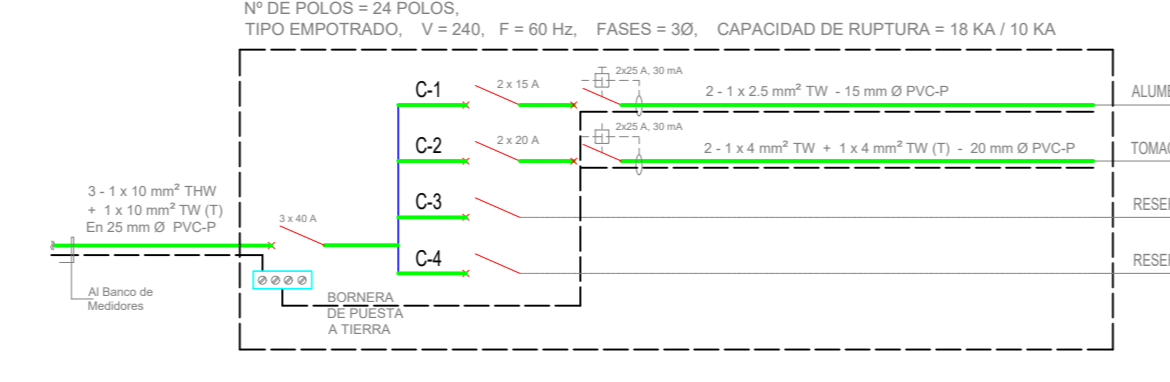 Nº DE POLOS = 24 POLOS,
TIPO EMPOTRADO, V = 240, F = 60 Hz, FASES = 3Ø, CAPACIDAD DE RUPTURA = 18 KA / 10 KA
C-1
2 x 15 A
2x25 A, 30 mA
2 - 1 x 2.5 mm² TW - 15 mm Ø PVC-P
ALUMB
C-2
2 x 20 A
2x25 A, 30 mA
2 - 1 x 4 mm² TW + 1 x 4 mm² TW (T) - 20 mm Ø PVC-P
TOMAC
3 - 1 x 10 mm² THW
+ 1 x 10 mm² TW (T)
En 25 mm Ø PVC-P
3 x 40 A
C-3
RESE
C-4
RESE
Al Banco de
Medidores
BORNERA
DE PUESTA
A TIERRA